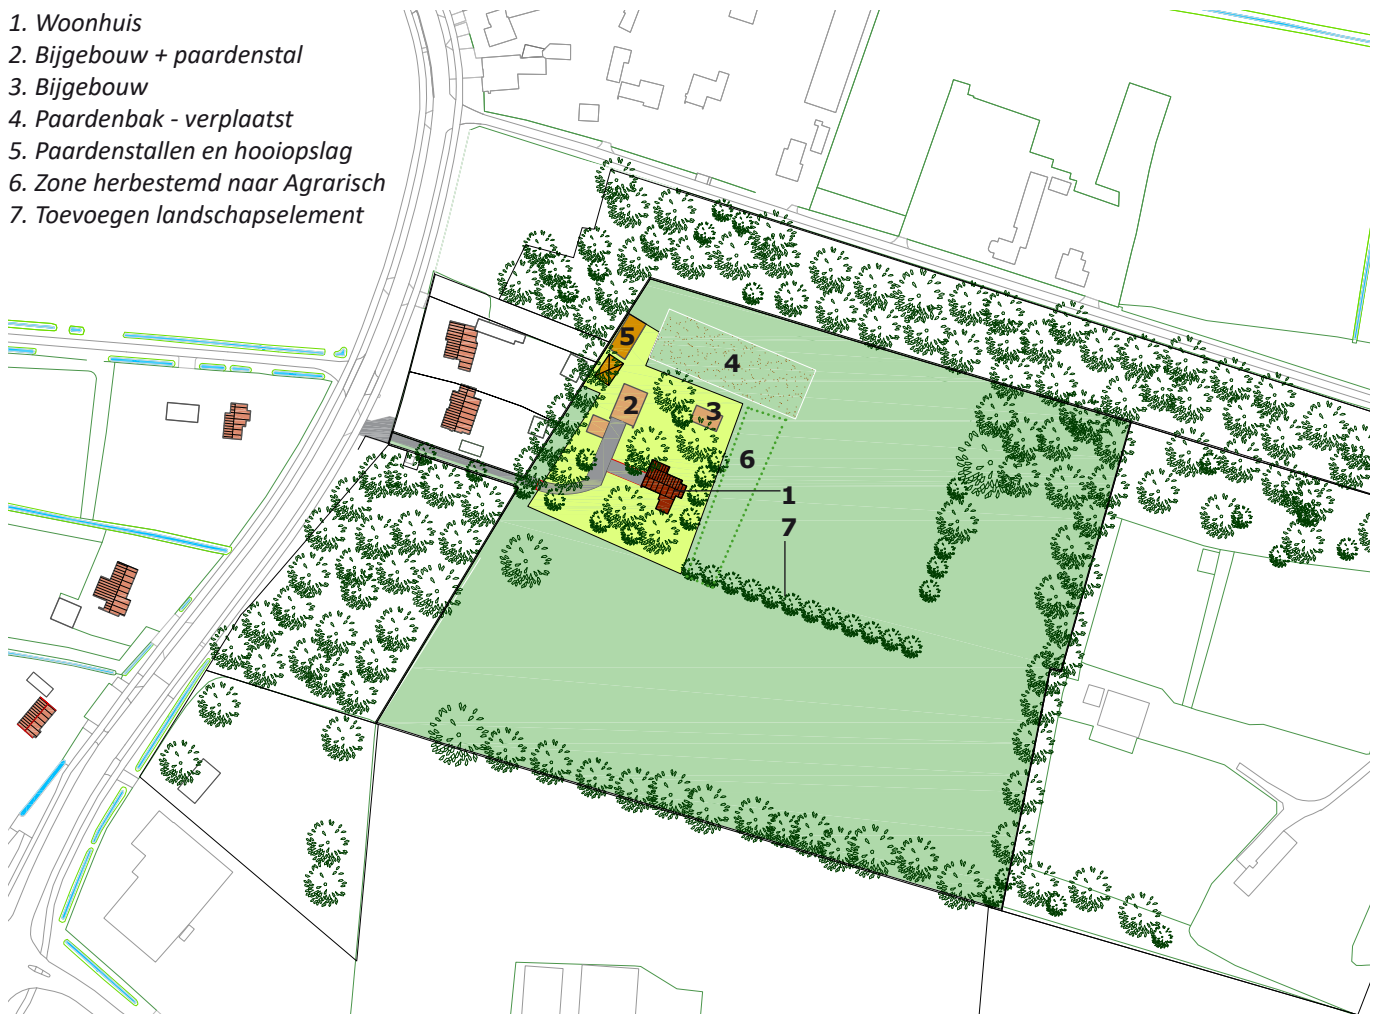 1. Woonhuis
2. Bijgebouw + paardenstal
3. Bijgebouw
4. Paardenbak - verplaatst
5. Paardenstallen en hooiopslag
6. Zone herbestemd naar Agrarisch
7. Toevoegen landschapselement
5
4
2
3
6
1
7